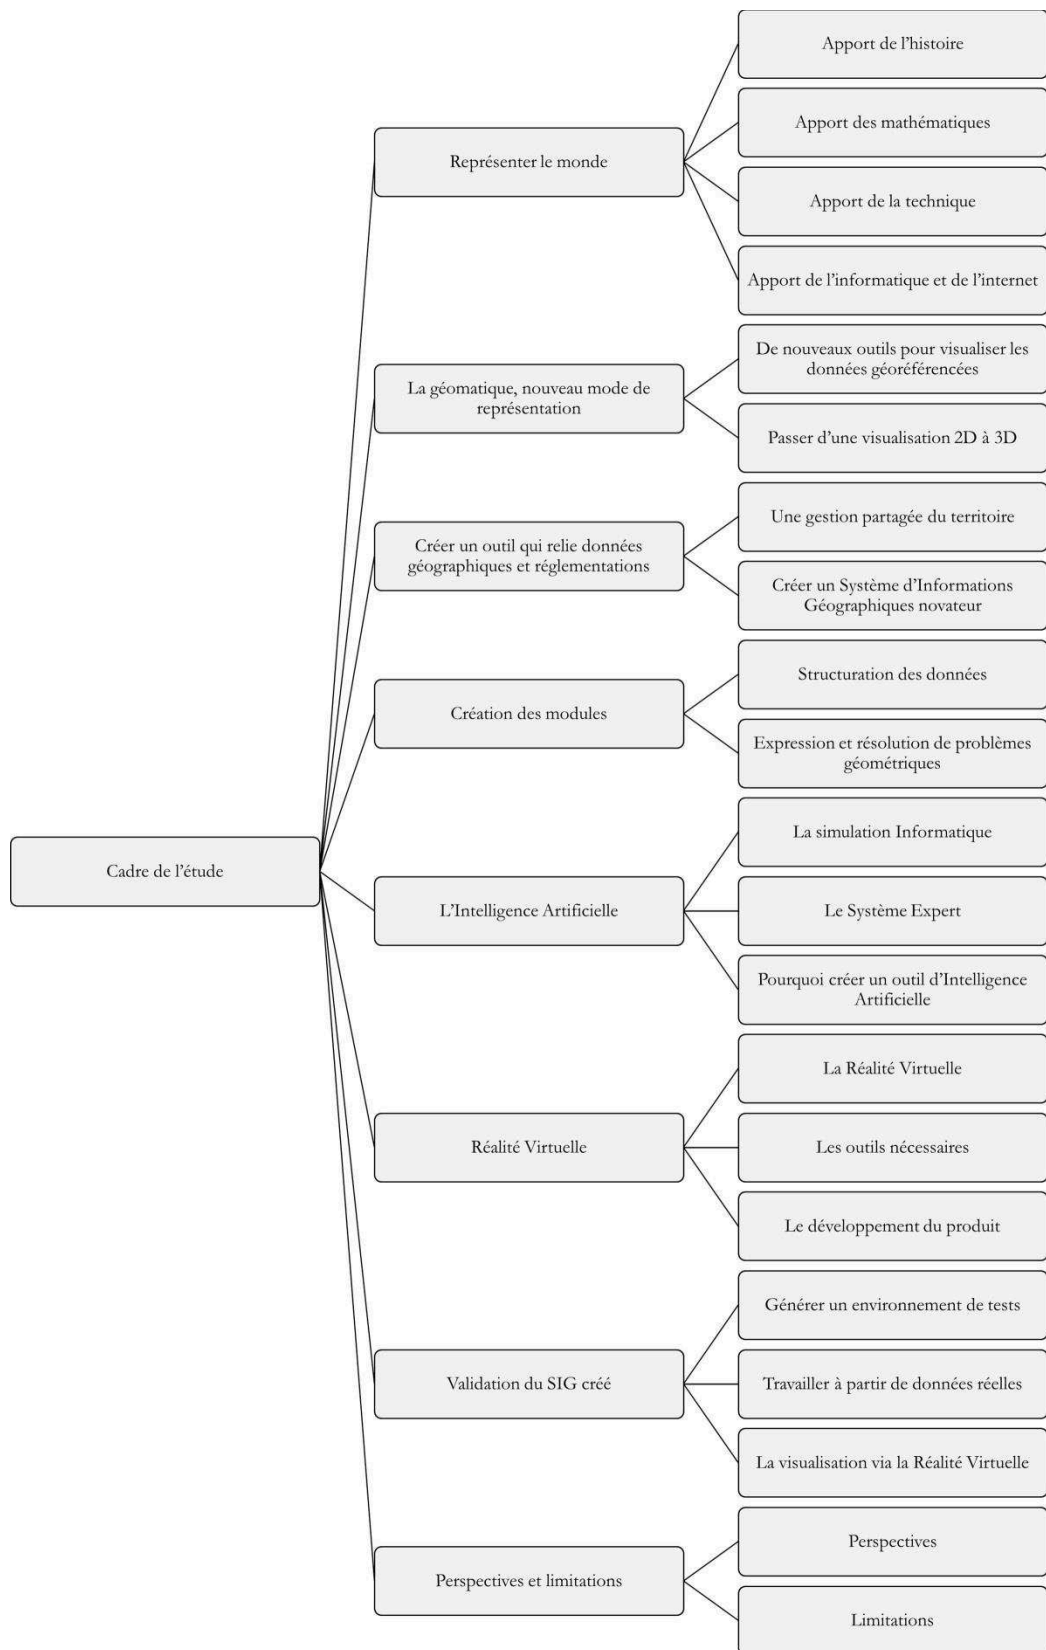 Cadre de l’étude
Représenter le monde
Apport de l’histoire
Apport des mathématiques
Apport de la technique
Apport de l’informatique et de l’internet
La géomatique, nouveau mode de
représentation
De nouveaux outils pour visualiser les
données géoréférencées
Passer d’une visualisation 2D à 3D
Créer un outil qui relie données
géographiques et réglementations
Une gestion partagée du territoire
Créer un Système d’Informations
Géographiques novateur
Création des modules
Structuration des données
Expression et résolution de problèmes
géométriques
L’Intelligence Artificielle
La simulation Informatique
Le Système Expert
Pourquoi créer un outil d’Intelligence
Artificielle
Réalité Virtuelle
La Réalité Virtuelle
Les outils nécessaires
Le développement du produit
Validation du SIG créé
Générer un environnement de tests
Travailler à partir de données réelles
La visualisation via la Réalité Virtuelle
Perspectives et limitations
Perspectives
Limitations